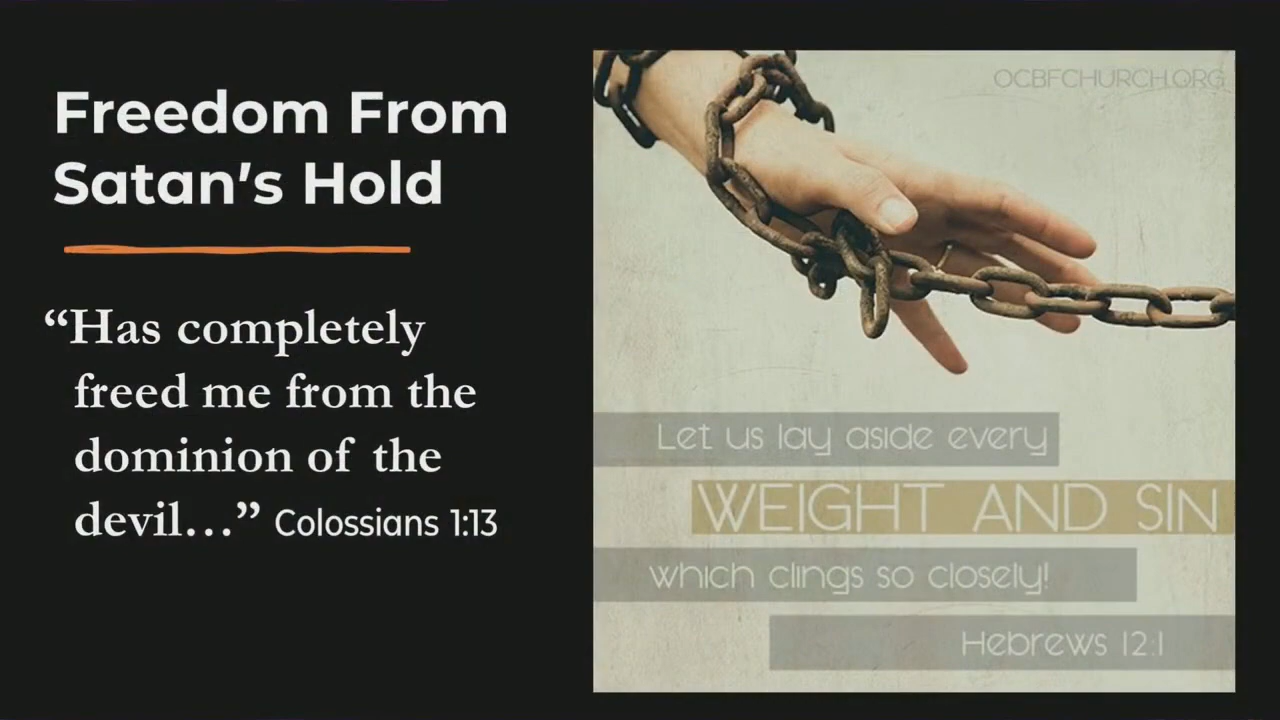 Freedom From
Satan's Hold
“Has completely
freed me from the
dominion of the
devil...” Colossians 1:13
OCBFCHURCH.ORG
Let us lay aside every
WEIGHT AND SIN
which clings so closely!
Hebrews 12:1